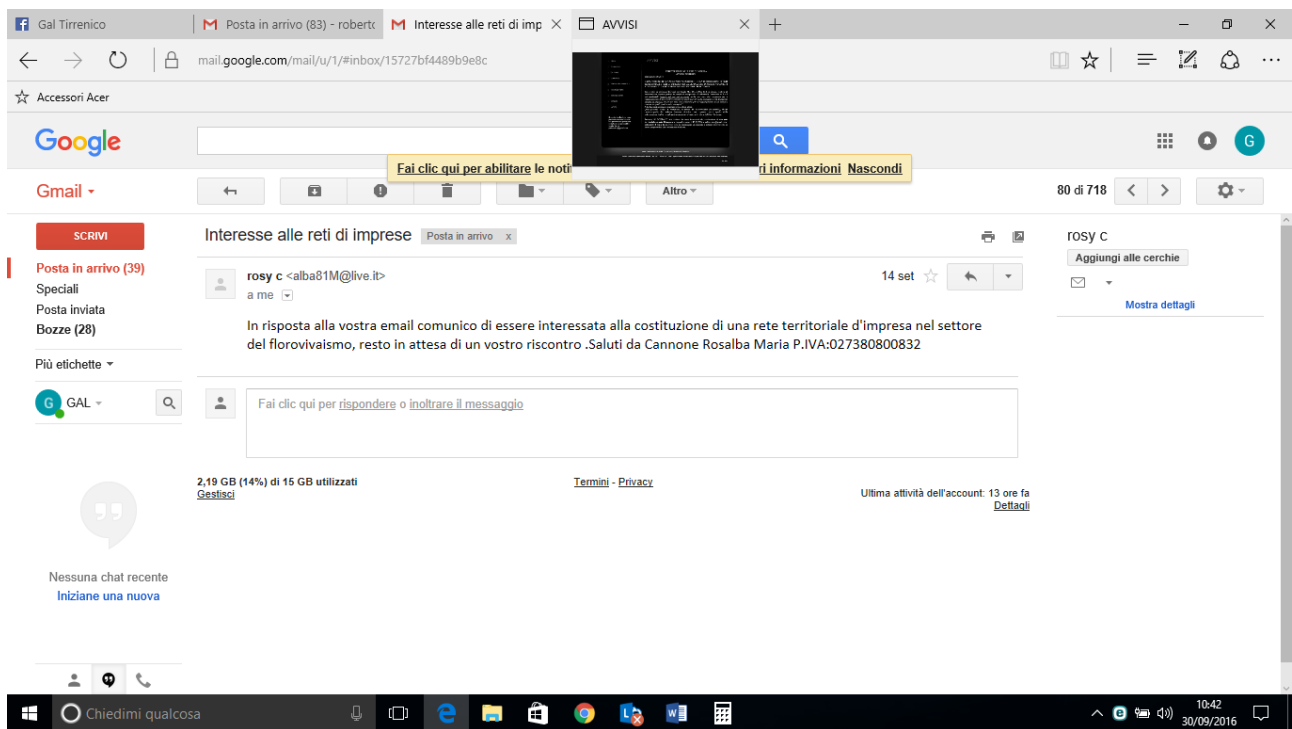 Gal Tirrenico
Posta in arrivo (83) - roberto
Interesse alle reti di imp
AVVISI
mail.google.com/mail/u/1/#inbox/15727bf4489b9e8c
Accessori Acer
Google
Fai clic qui per abilitare le noti
ri informazioni Nascondi
G
Gmail
Altro
80 di 718
SCRIVI
Interesse alle reti di imprese Posta in arrivo x
rosy c
Aggiungi alle cerchie
Mostra dettagli
Posta in arrivo (39)
Speciali
Posta inviata
Bozze (28)
Più etichette
G GAL
rosy c <alba81M@live.it>
14 set
a me
In risposta alla vostra email comunico di essere interessata alla costituzione di una rete territoriale d'impresa nel settore
del florovivaismo, resto in attesa di un vostro riscontro .Saluti da Cannone Rosalba Maria P.IVA:027380800832
Fai clic qui per rispondere o inoltrare il messaggio
2,19 GB (14%) di 15 GB utilizzati
Gestisci
Termini - Privacy
Ultima attività dell'account: 13 ore fa
Dettagli
Nessuna chat recente
Iniziane una nuova
Chiedimi qualcosa
10:42
30/09/2016